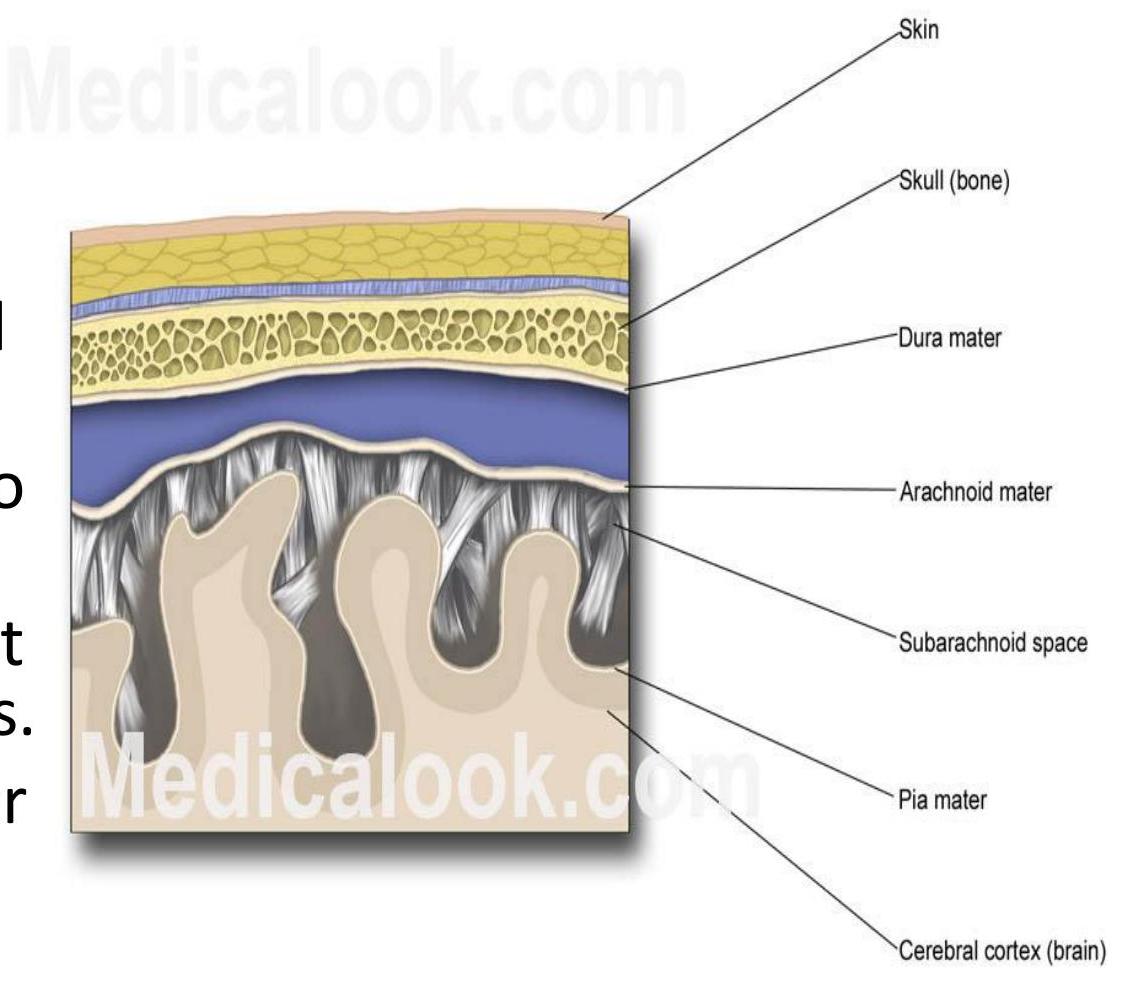 Medicalook.com
Skin
Skull (bone)
Dura mater
Arachnoid mater
Subarachnoid space
Pia mater
Medicalook.com
Cerebral cortex (brain)